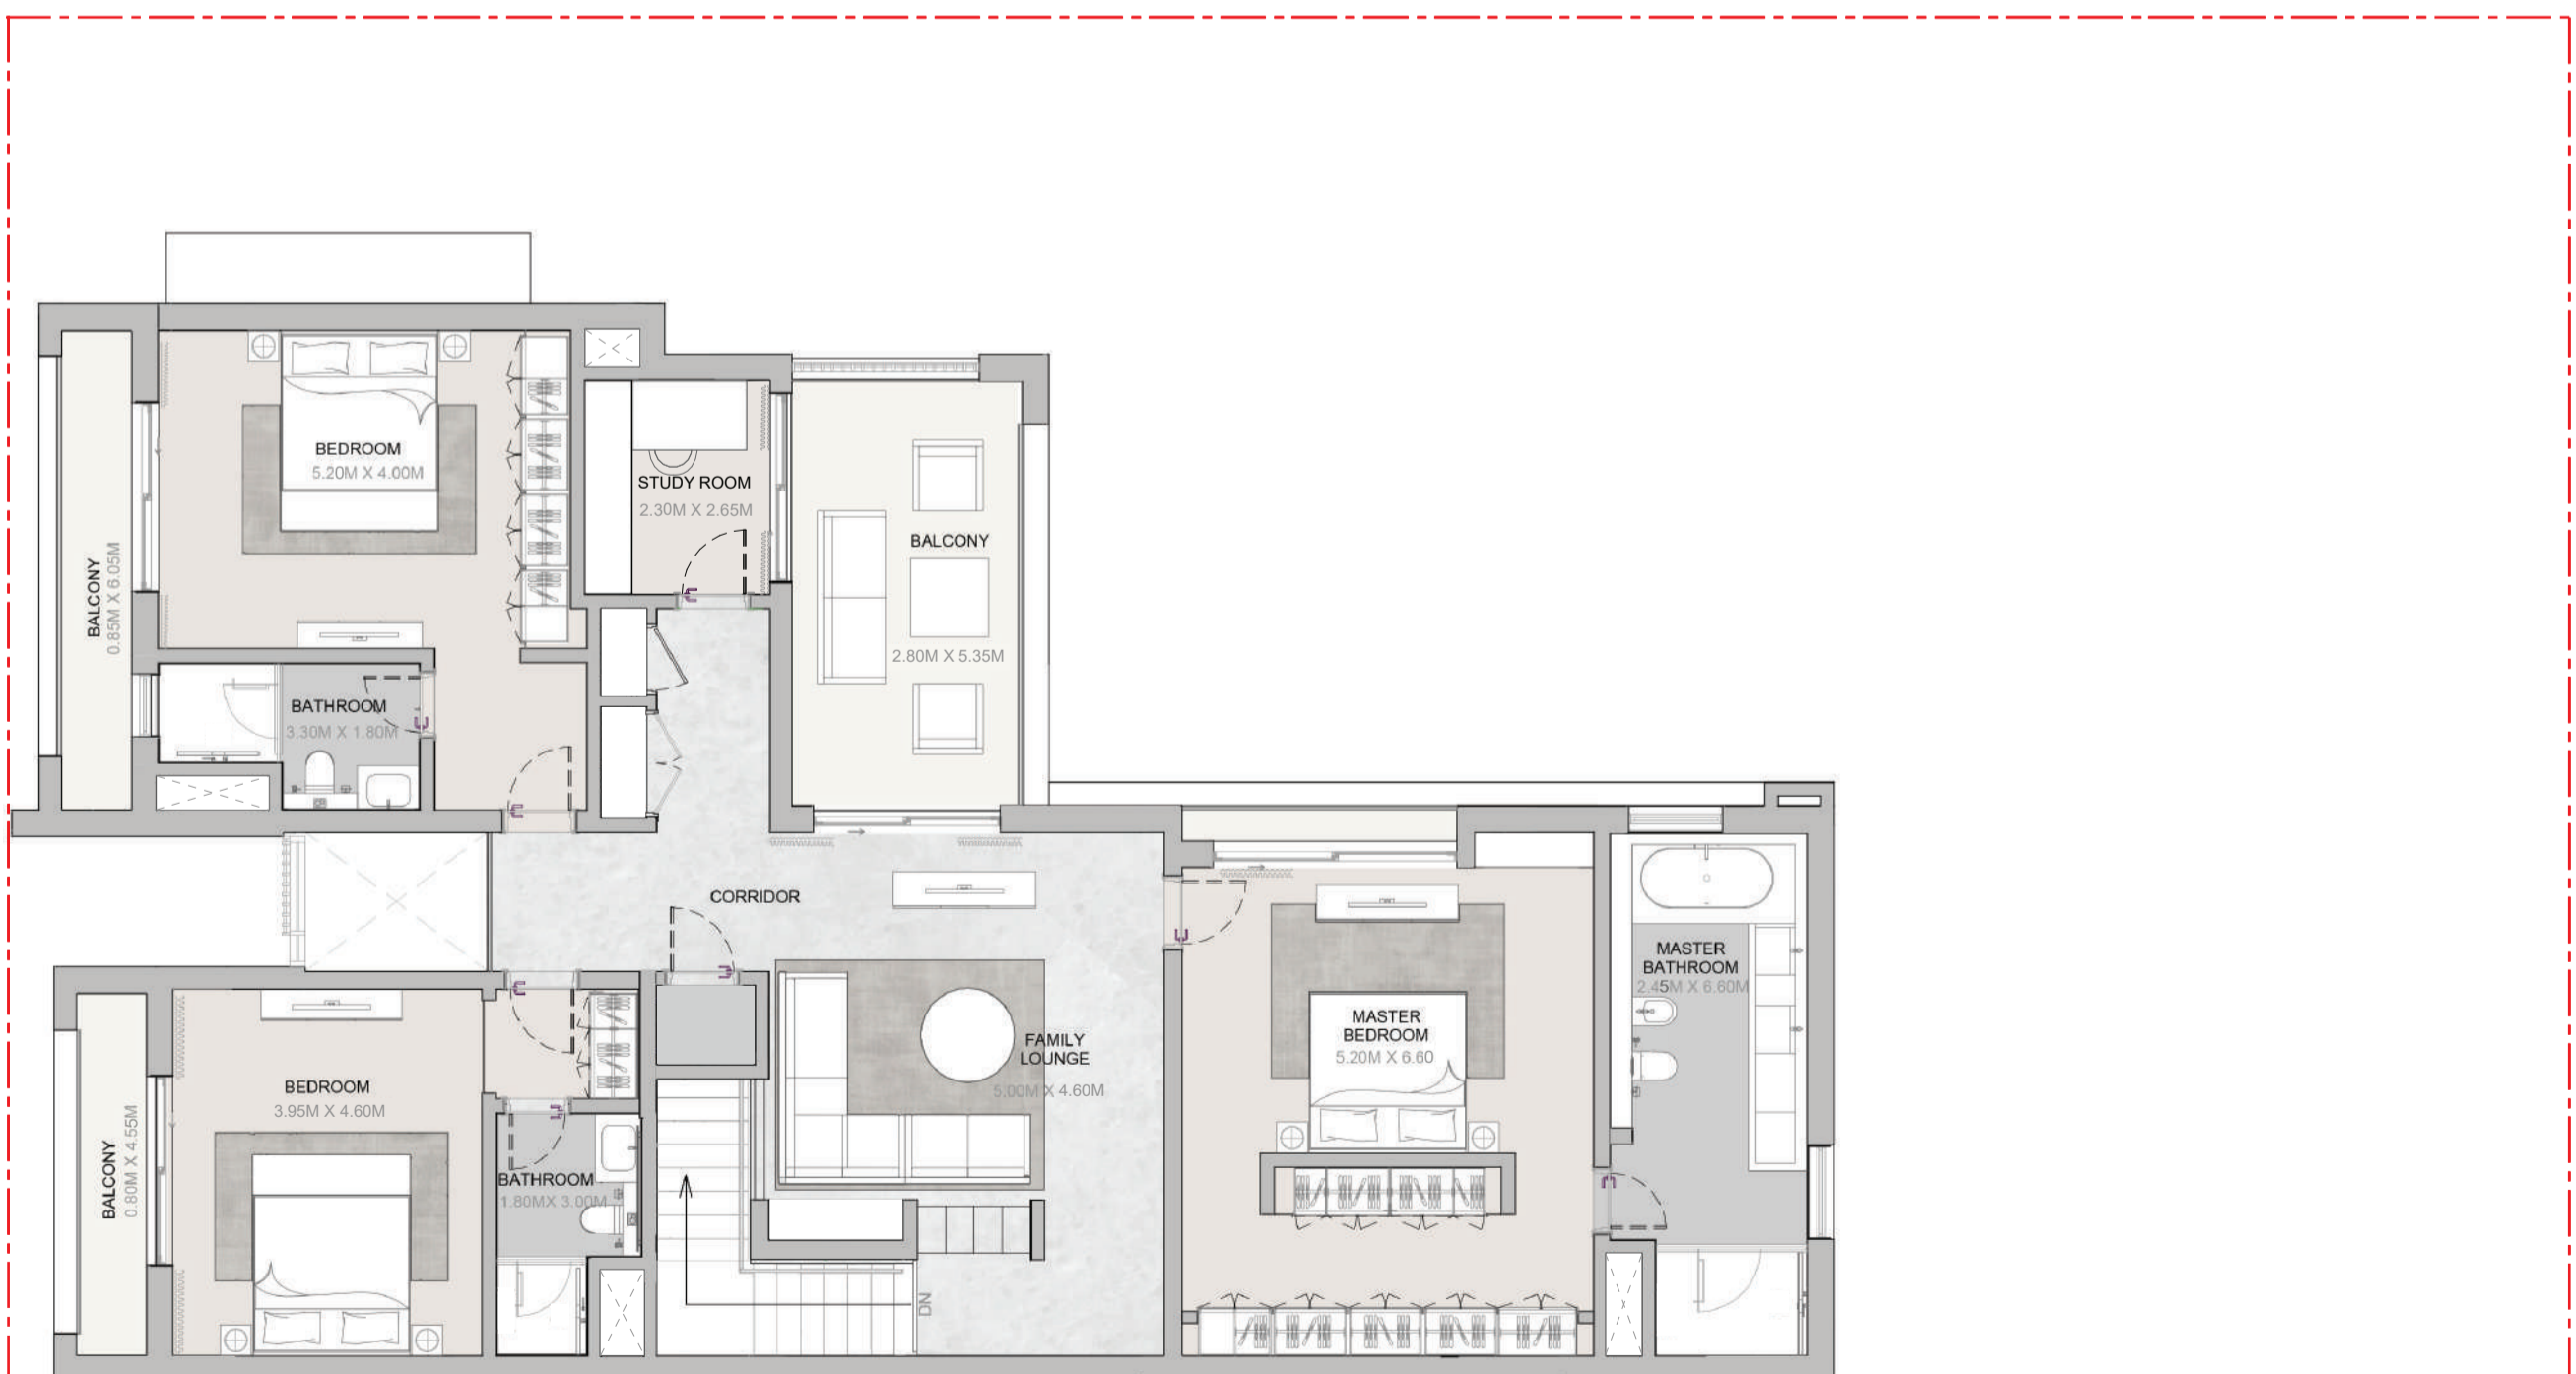 BEDROOM
5.20M X 4.00M
STUDY ROOM
2.30M X 2.65M
BALCONY
0.85M X 6.05M
BALCONY
2.80M X 5.35M
BATHROOM
3.30M X 1.80M
CORRIDOR
MASTER
BATHROOM
2.45M X 6.60M
MASTER
BEDROOM
5.20M X 6.60
FAMILY
LOUNGE
5.00M X 4.60M
BEDROOM
3.95M X 4.60M
BALCONY
0.80M X 4.55M
BATHROOM
1.80MX 3.00M
DN